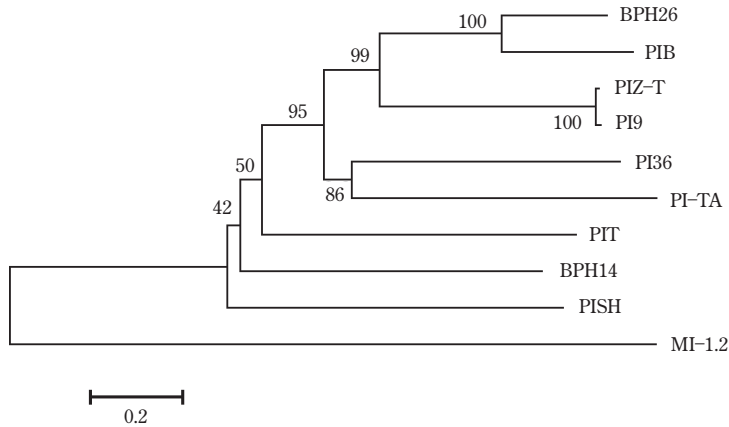 100
BPH26
PIB
99
PIZ-T
100
PI9
95
PI36
50
86
PI-TA
42
PIT
BPH14
PISH
MI-1.2
0.2